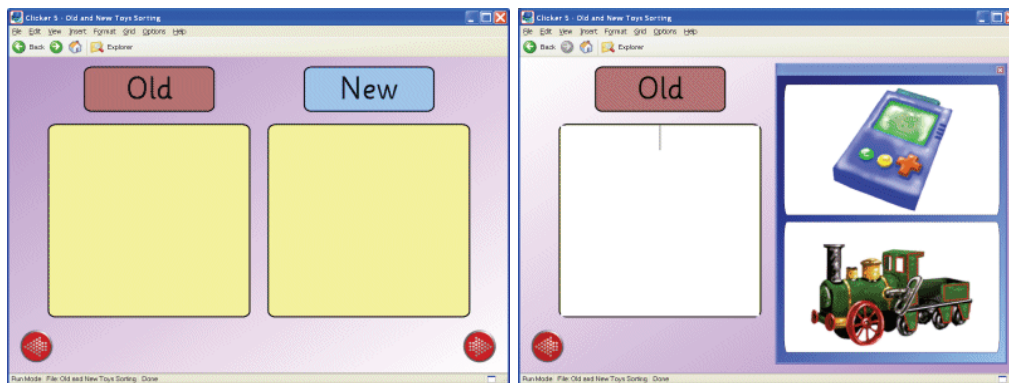 Clicker 5 - Old and New Toys Sorting
File Edit View Insert Format Grid Options Help
Back Explorer
Old New
Run Mode File: Old and New Toys Sorting Done
Clicker 5 - Old and New Toys Sorting
File Edit View Insert Format Grid Options Help
Back Explorer
Old
Run Mode File: Old and New Toys Sorting Done